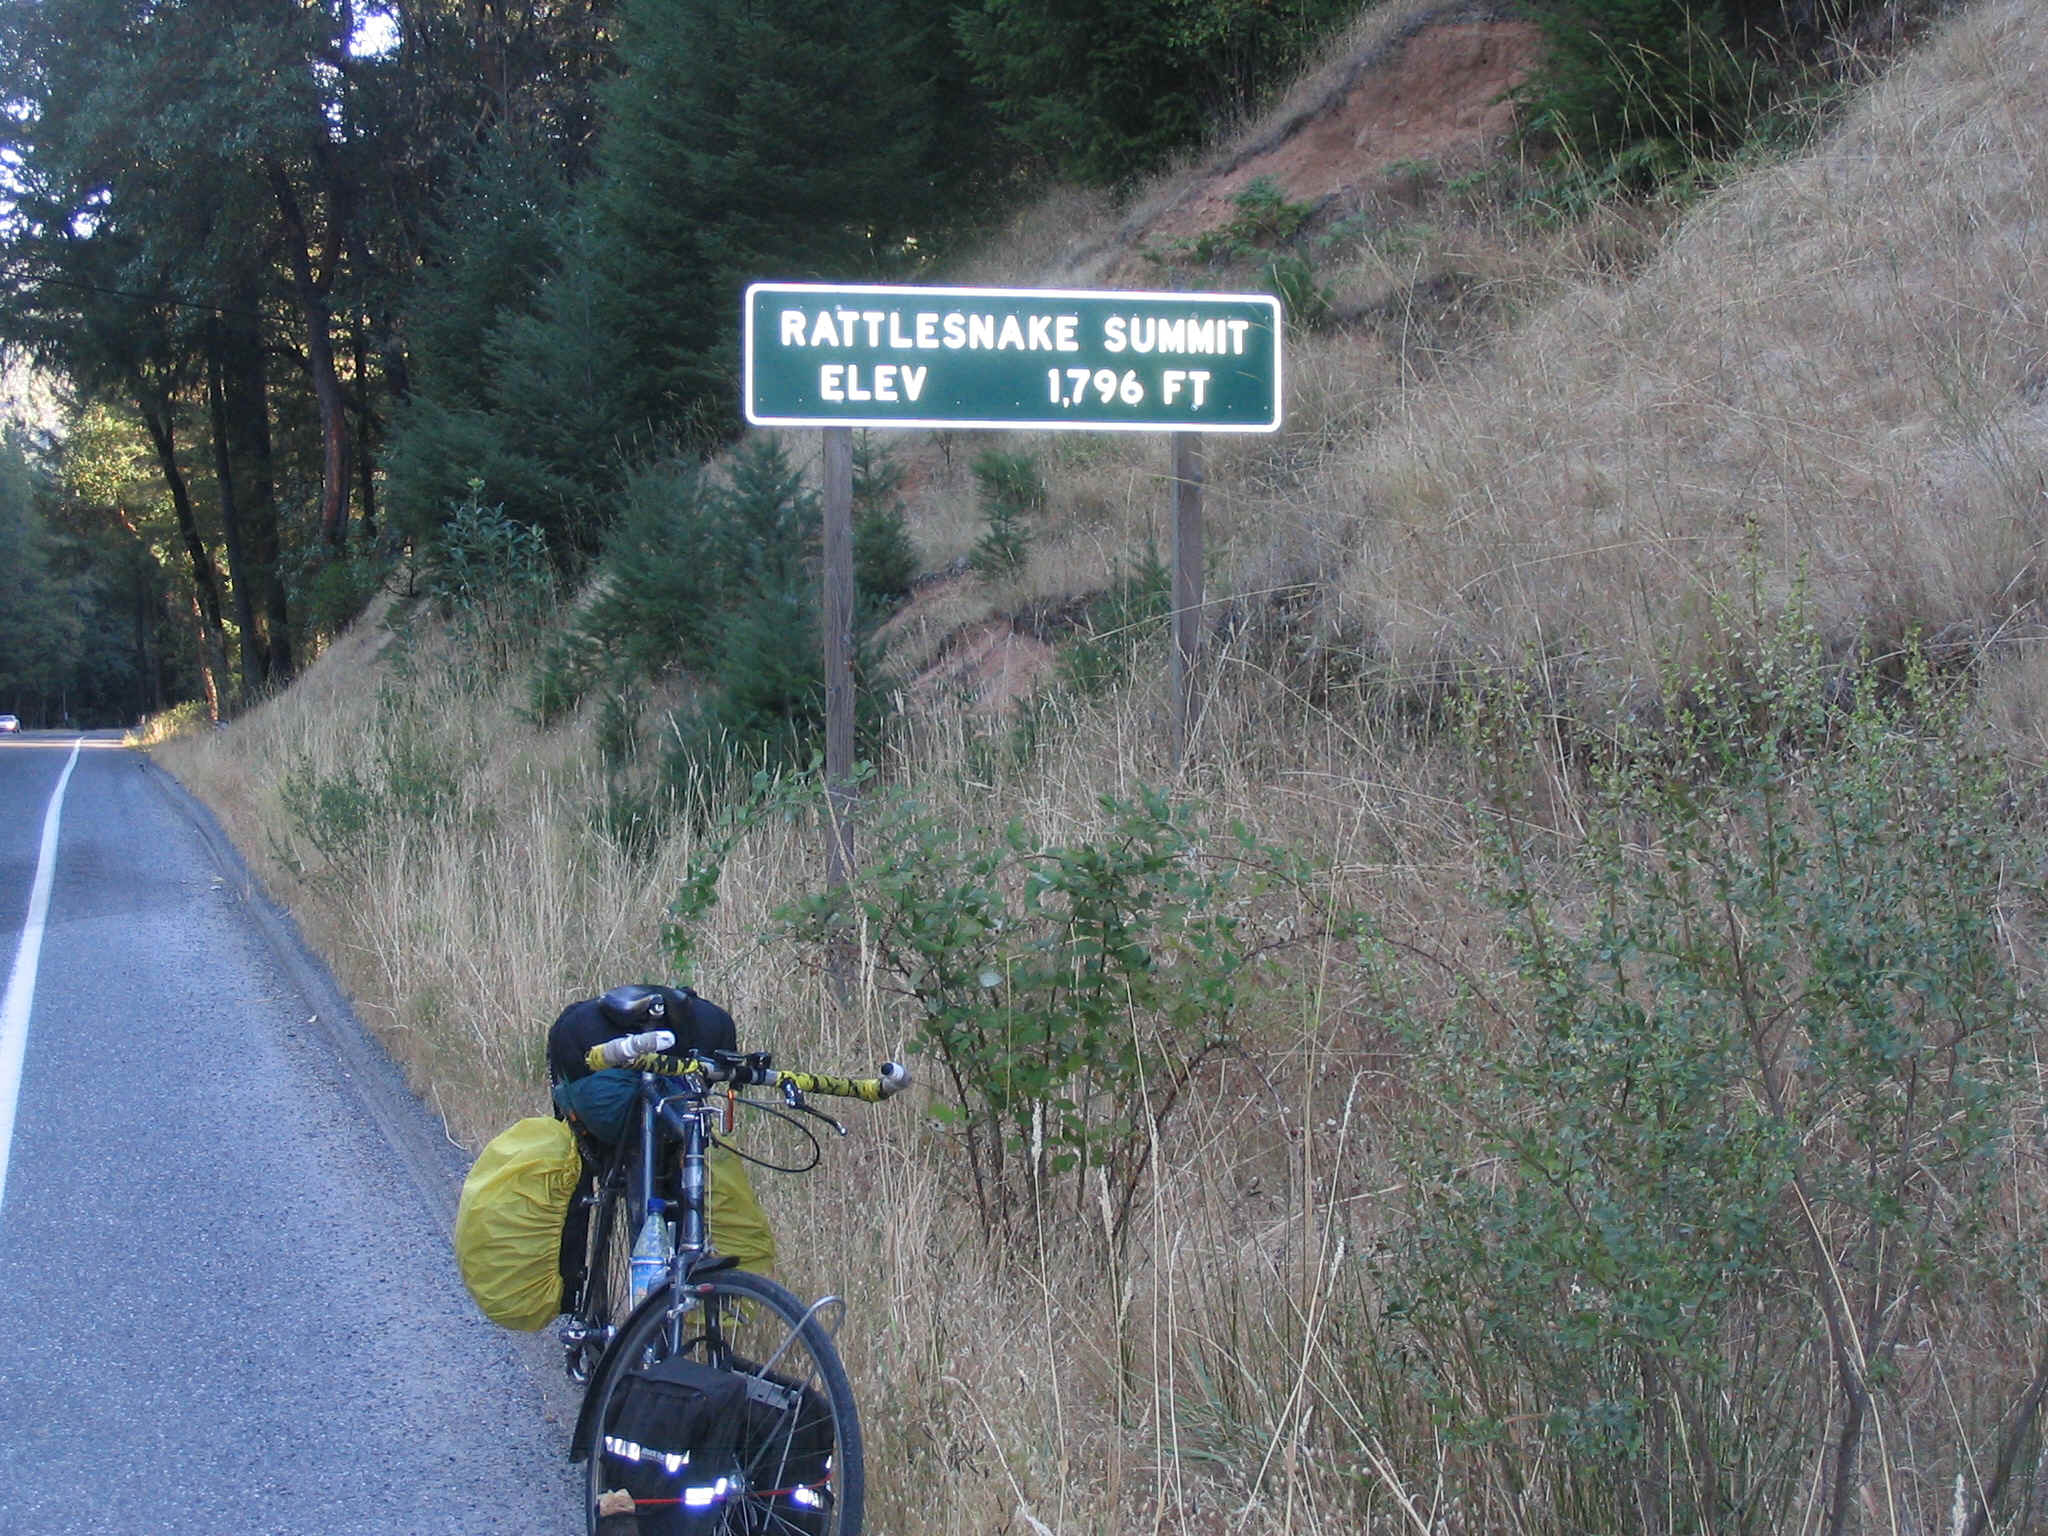 RATTLESNAKE SUMMIT
ELEV 1,796 FT